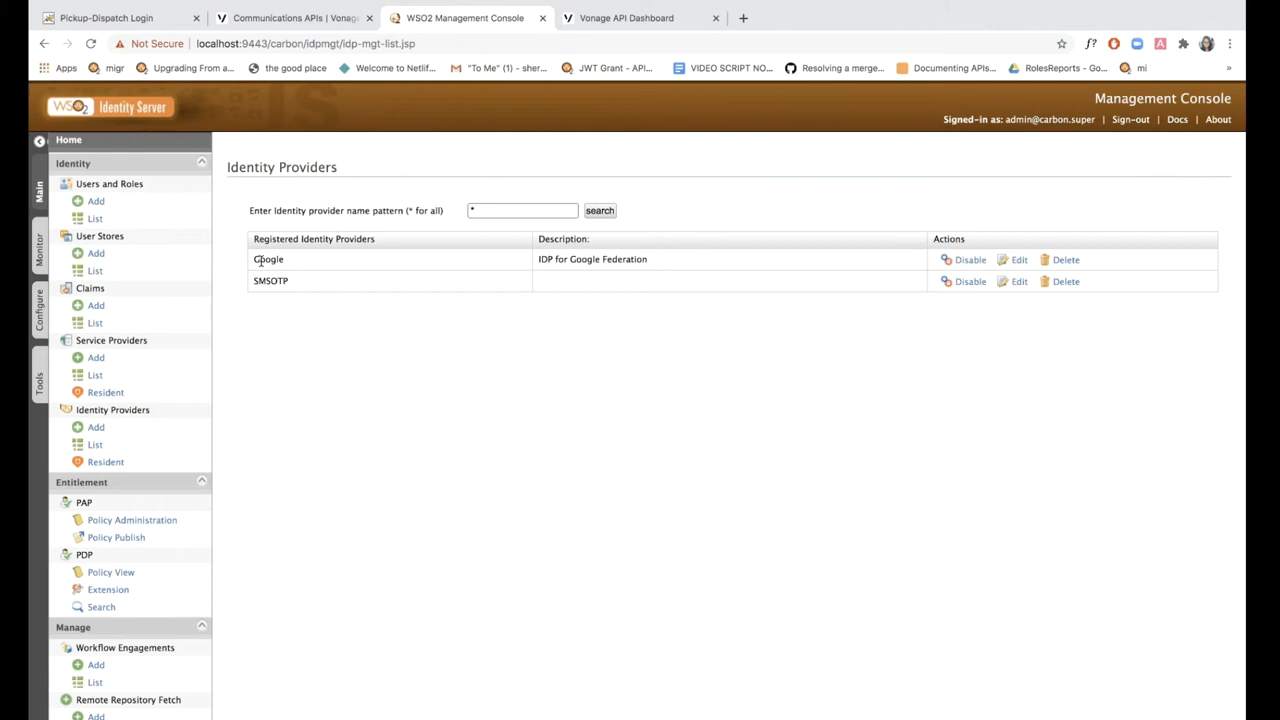 Pickup-Dispatch Login
Communications APIs | Vonag
WSO2 Management Console
Vonage API Dashboard
Not Secure
localhost:9443/carbon/idpmgt/idp-mgt-list.jsp
Apps
migr
Upgrading From a...
the good place
Welcome to Netlif...
"To Me" (1) – sher...
JWT Grant - API...
VIDEO SCRIPT NO...
Resolving a merge...
Documenting APIs...
RolesReports - Go...
mi
WSO2 Identity Server
Management Console
Signed-in as: admin@carbon.super | Sign-out | Docs | About
Main
Monitor
Configure
Tools
Home
Identity
Users and Roles
Add
List
User Stores
Add
List
Claims
Add
List
Service Providers
Add
List
Resident
Identity Providers
Add
List
Resident
Entitlement
PAP
Policy Administration
Policy Publish
PDP
Policy View
Extension
Search
Manage
Workflow Engagements
Add
List
Remote Repository Fetch
Add
Identity Providers
Enter Identity provider name pattern (* for all) * search
Registered Identity Providers Description: Actions
Google IDP for Google Federation Disable Edit Delete
SMSOTP Disable Edit Delete